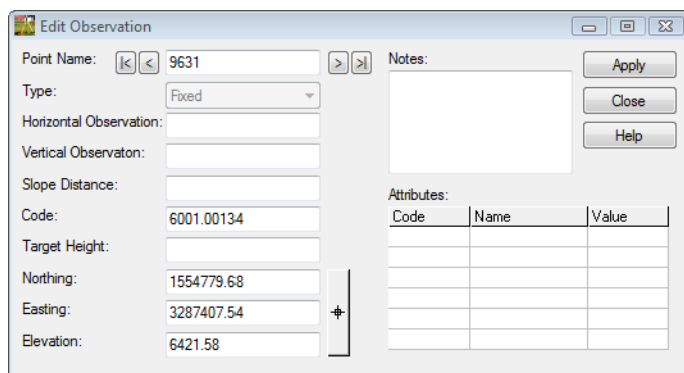 Edit Observation
Point Name: |< < 9631 > >|
Type: Fixed
Horizontal Observation:
Vertical Observaton:
Slope Distance:
Code: 6001.00134
Target Height:
Northing: 1554779.68
Easting: 3287407.54
Elevation: 6421.58
Notes:
Apply
Close
Help
Attributes:
Code Name Value